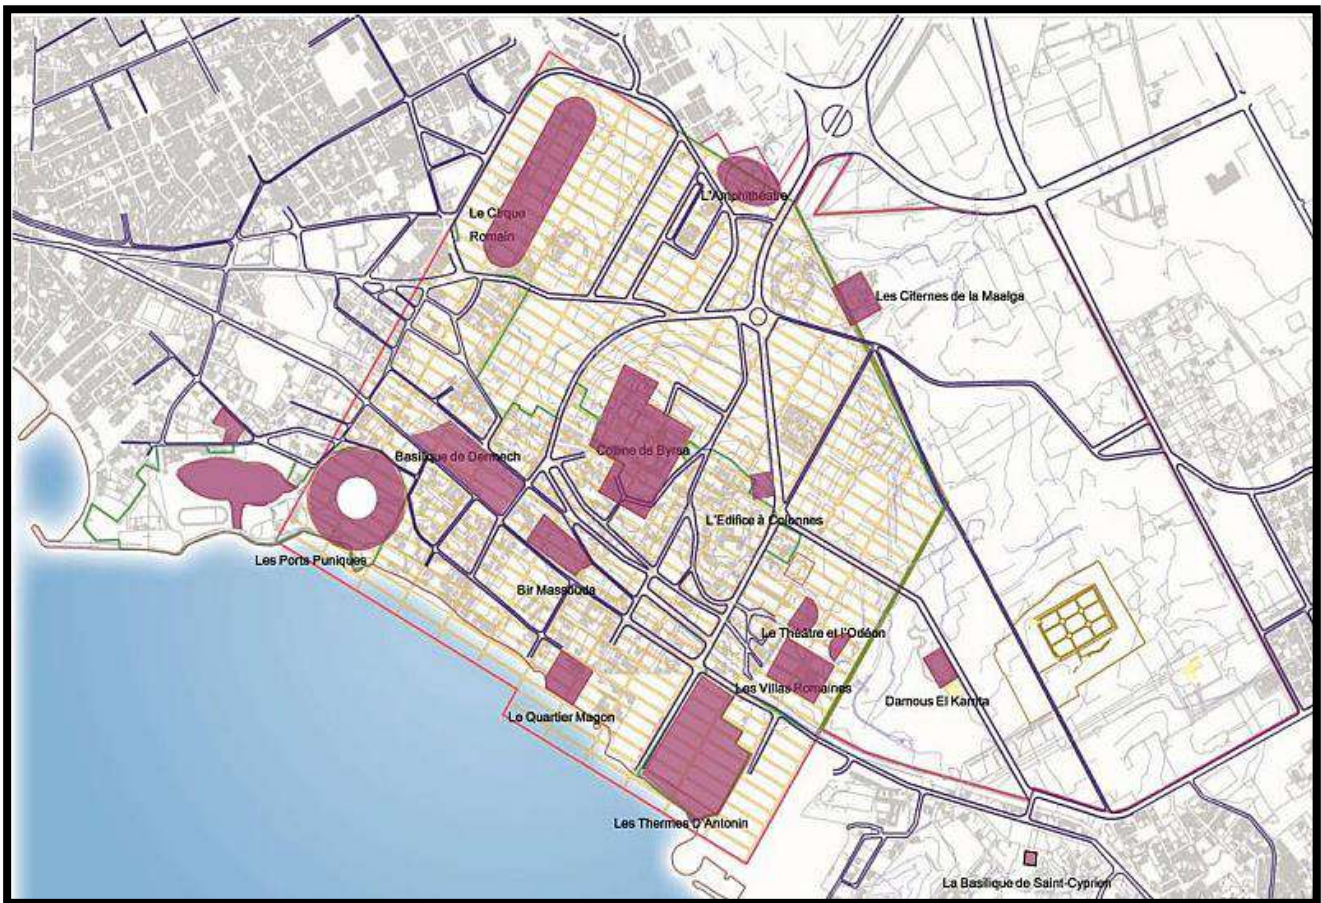 L'Amphithéatre
Le Cirque
Romain
Les Citernes de la Maalga
Basilique de Dermech
Colline de Byrsa
L'Edifice à Colonnes
Les Ports Puniques
Bir Massouda
Le Théâtre et l'Odéon
Les Villas Romaines
Damous El Karita
Le Quartier Magon
Les Thermes D'Antonin
La Basilique de Saint-Cyprien